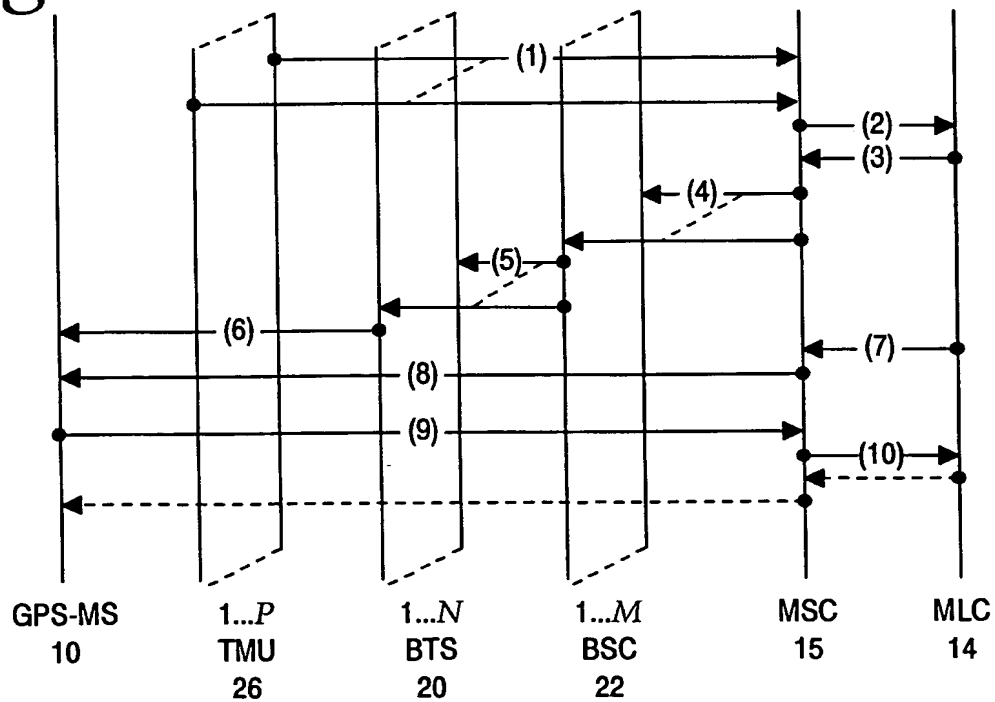 g
(1)
(2)
(3)
(4)
(5)
(6)
(7)
(8)
(9)
(10)
GPS-MS 1...P 1...N 1...M MSC MLC
10 TMU BTS BSC 15 14
26 20 22